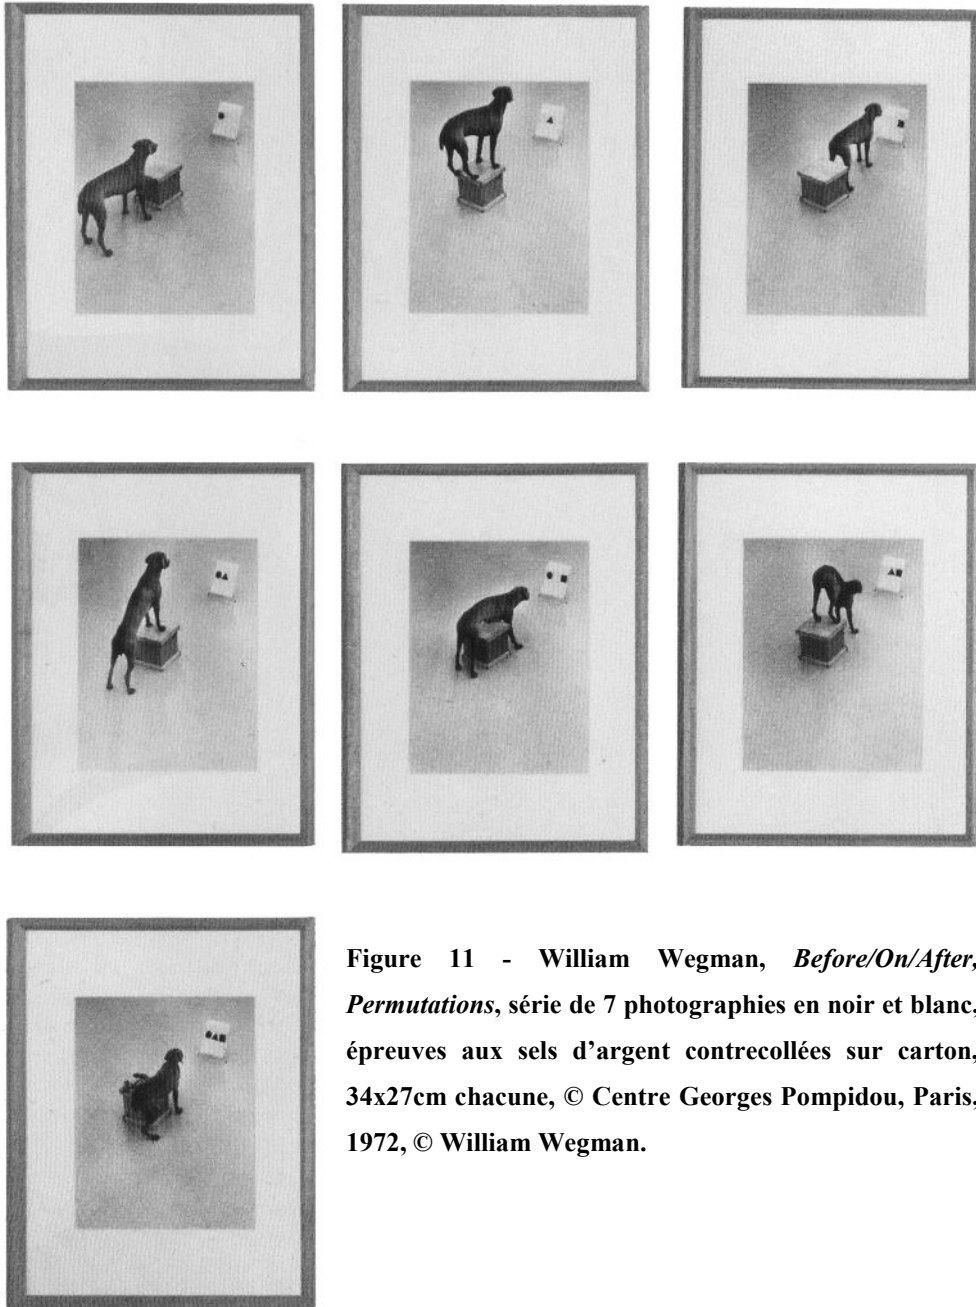 Figure 11 - William Wegman, Before/On/After,
Permutations, série de 7 photographies en noir et blanc,
épreuves aux sels d’argent contrecollées sur carton,
34x27cm chacune, © Centre Georges Pompidou, Paris,
1972, © William Wegman.